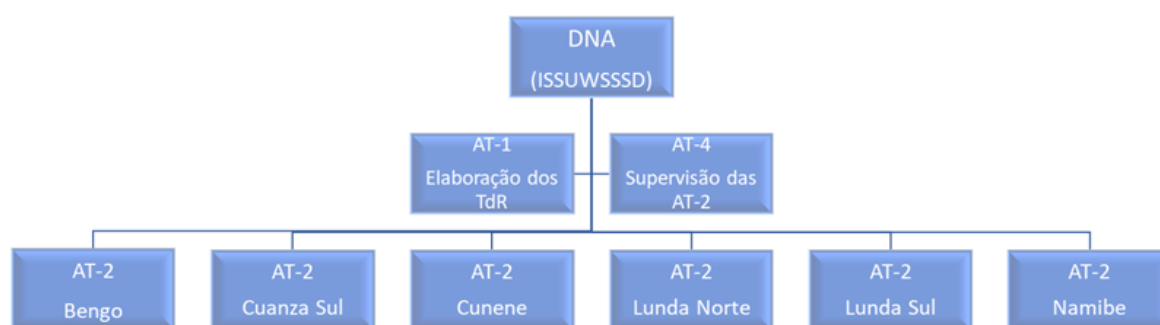 DNA
(ISSUWSSSD)
AT-1
Elaboração dos
TdR
AT-4
Supervisão das
AT-2
AT-2
Bengo
AT-2
Cuanza Sul
AT-2
Cunene
AT-2
Lunda Norte
AT-2
Lunda Sul
AT-2
Namibe